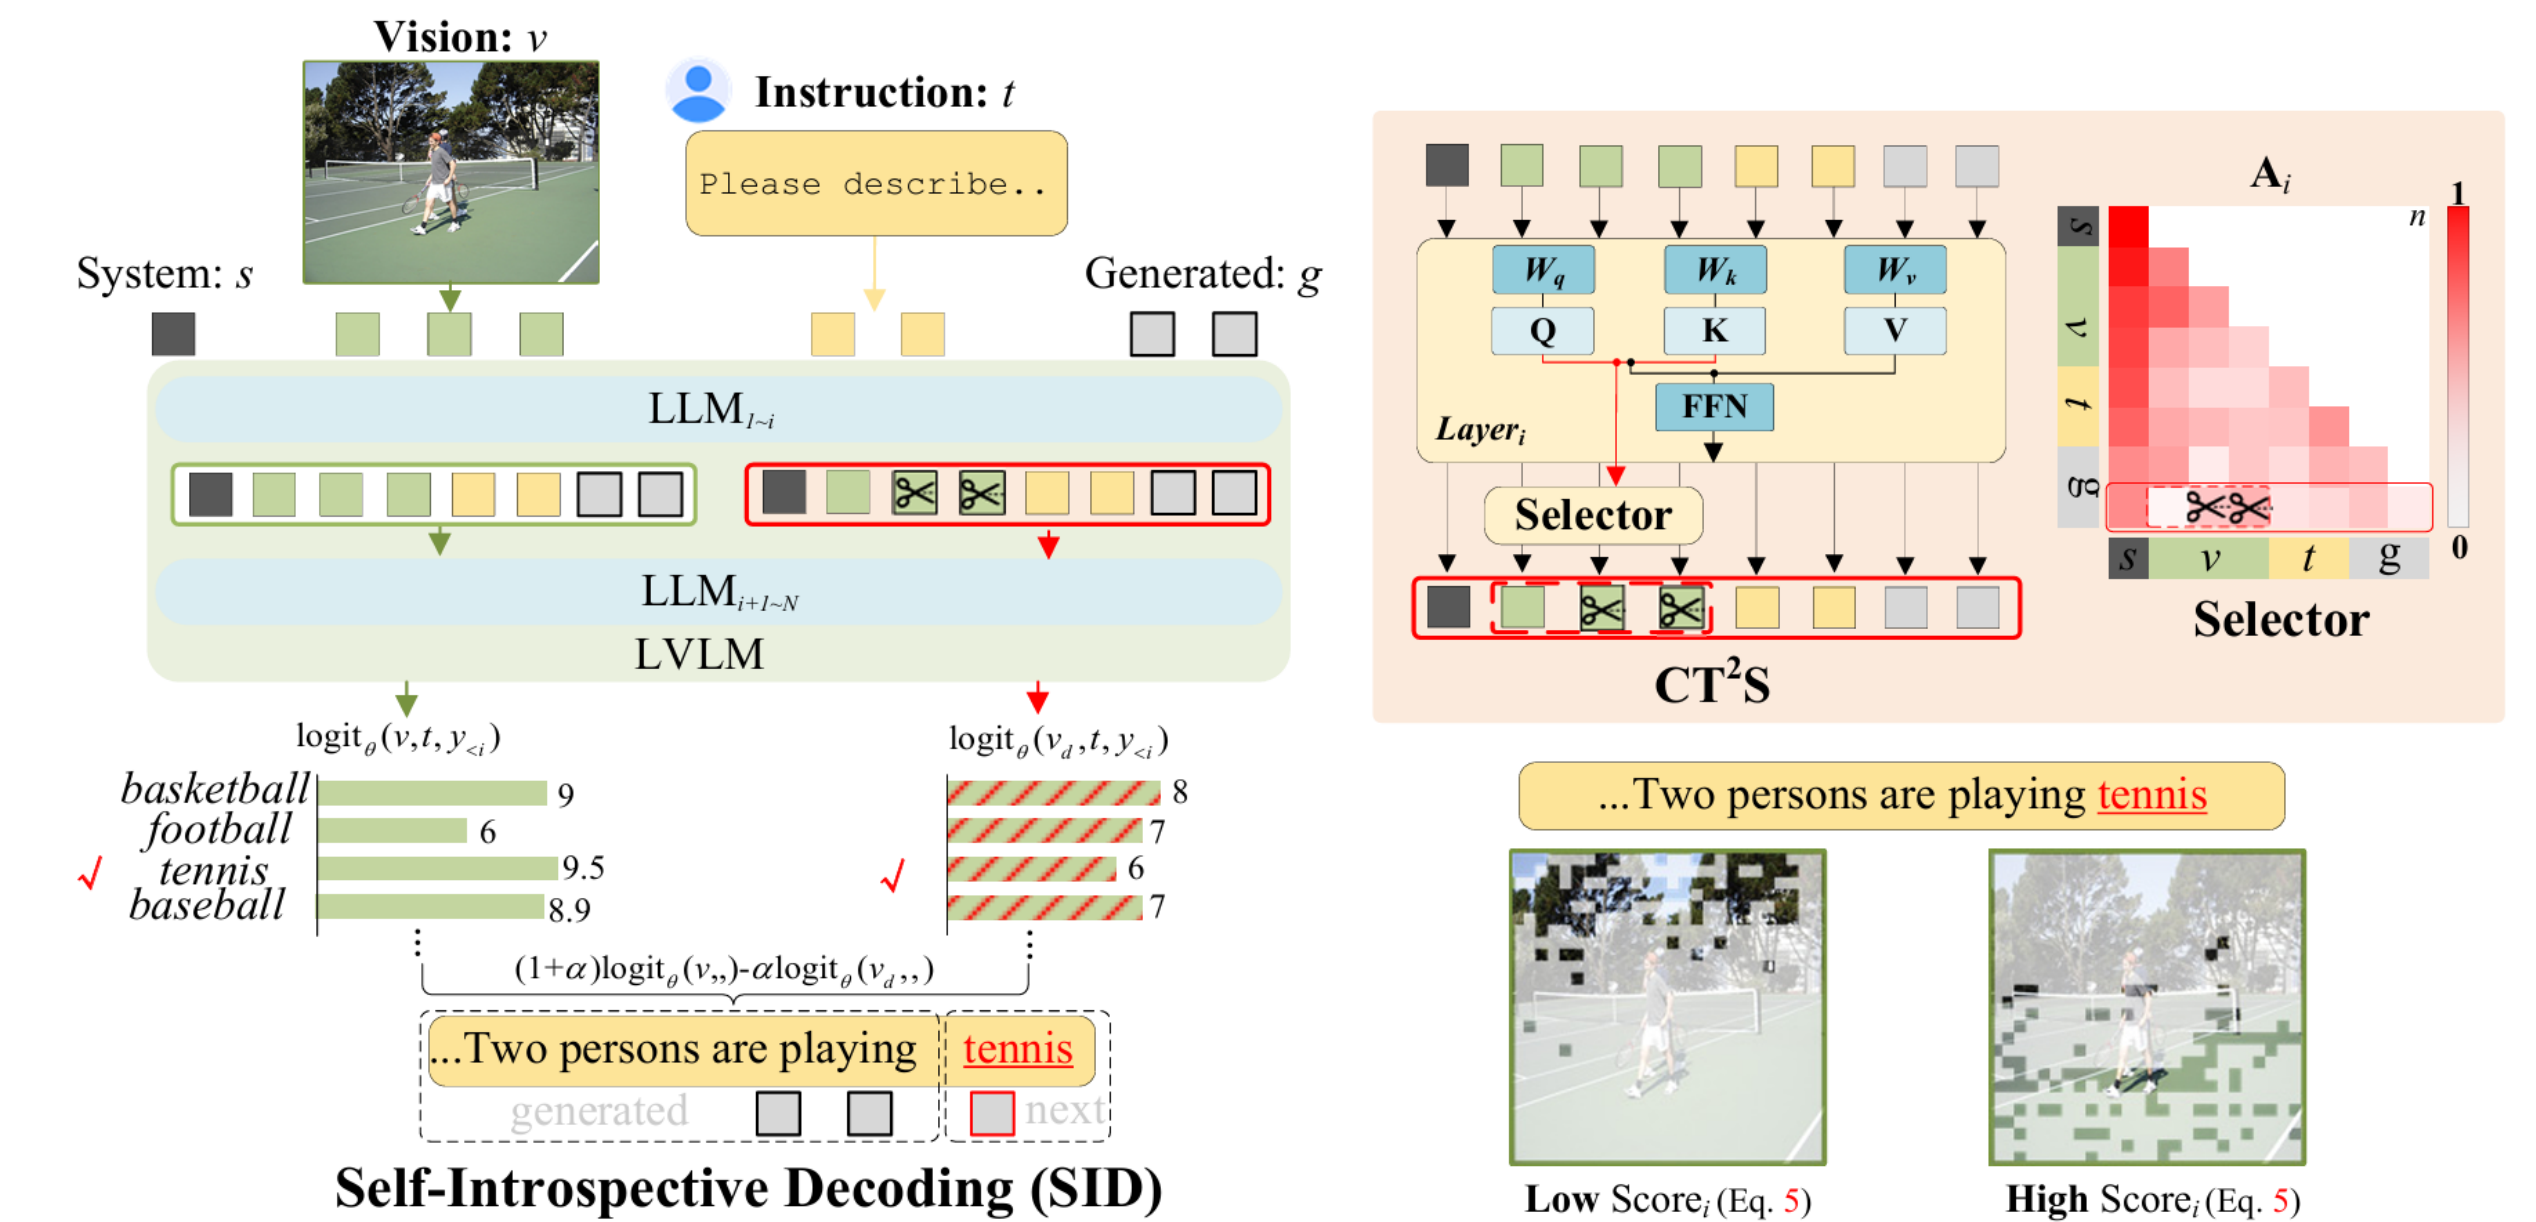 Vision: v
Instruction: t
Please describe..
System: s
Generated: g
LLM1~i
LLMi+1~N
LVLM
logitθ(v,t,y<i)
logitθ(vd,t,y<i)
basketball 9
football 6
√ tennis 9.5
baseball 8.9
8
7
√ 6
7
(1+α)logitθ(v,,)-αlogitθ(vd,,)
...Two persons are playing tennis
generated
next
Self-Introspective Decoding (SID)
Wq Wk Wv
Q K V
FFN
Layeri
Selector
CT²S
Ai
n
1
0
s
v
t
g
s v t g
Selector
...Two persons are playing tennis
Low Scorei (Eq. 5)
High Scorei (Eq. 5)